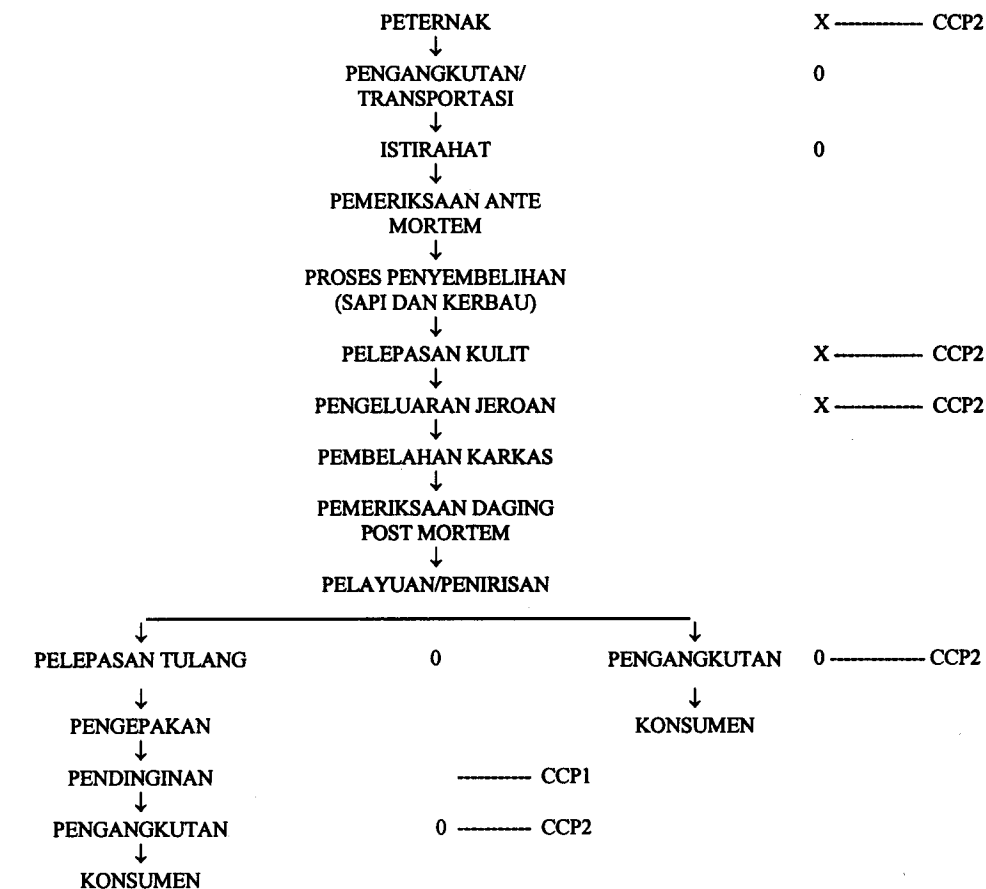 PETERNAK X ------------ CCP2
↓
PENGANGKUTAN/ 0
TRANSPORTASI
↓
ISTIRAHAT 0
↓
PEMERIKSAAN ANTE
MORTEM
↓
PROSES PENYEMBELIHAN
(SAPI DAN KERBAU)
↓
PELEPASAN KULIT X ------------ CCP2
↓
PENGELUARAN JEROAN X ------------ CCP2
↓
PEMBELAHAN KARKAS
↓
PEMERIKSAAN DAGING
POST MORTEM
↓
PELAYUAN/PENIRISAN
↓ ↓
PELEPASAN TULANG 0 PENGANGKUTAN 0 ------------ CCP2
↓ ↓
PENGEPAKAN KONSUMEN
↓
PENDINGINAN ---------- CCP1
↓
PENGANGKUTAN 0 ---------- CCP2
↓
KONSUMEN